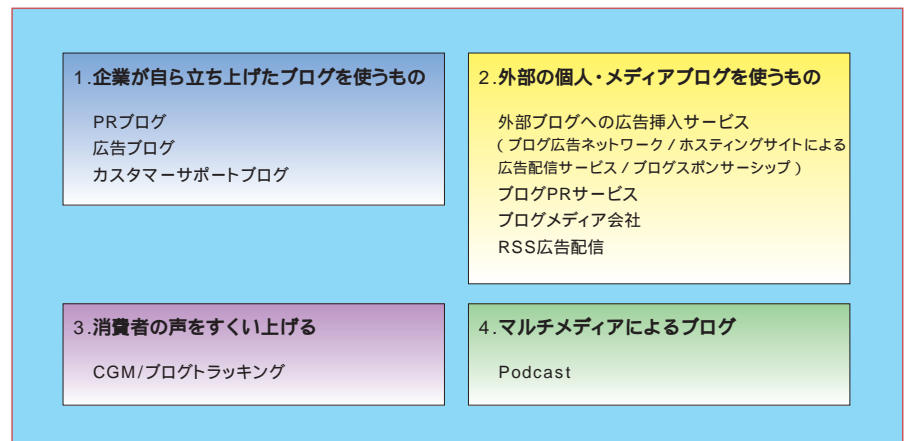 1.企業が自ら立ち上げたブログを使うもの
PRブログ
広告ブログ
カスタマーサポートブログ
2.外部の個人・メディアブログを使うもの
外部ブログへの広告挿入サービス
(ブログ広告ネットワーク/ホスティングサイトによる
広告配信サービス/ブログスポンサーシップ)
ブログPRサービス
ブログメディア会社
RSS広告配信
3.消費者の声をすくい上げる
CGM/ブログトラッキング
4.マルチメディアによるブログ
Podcast